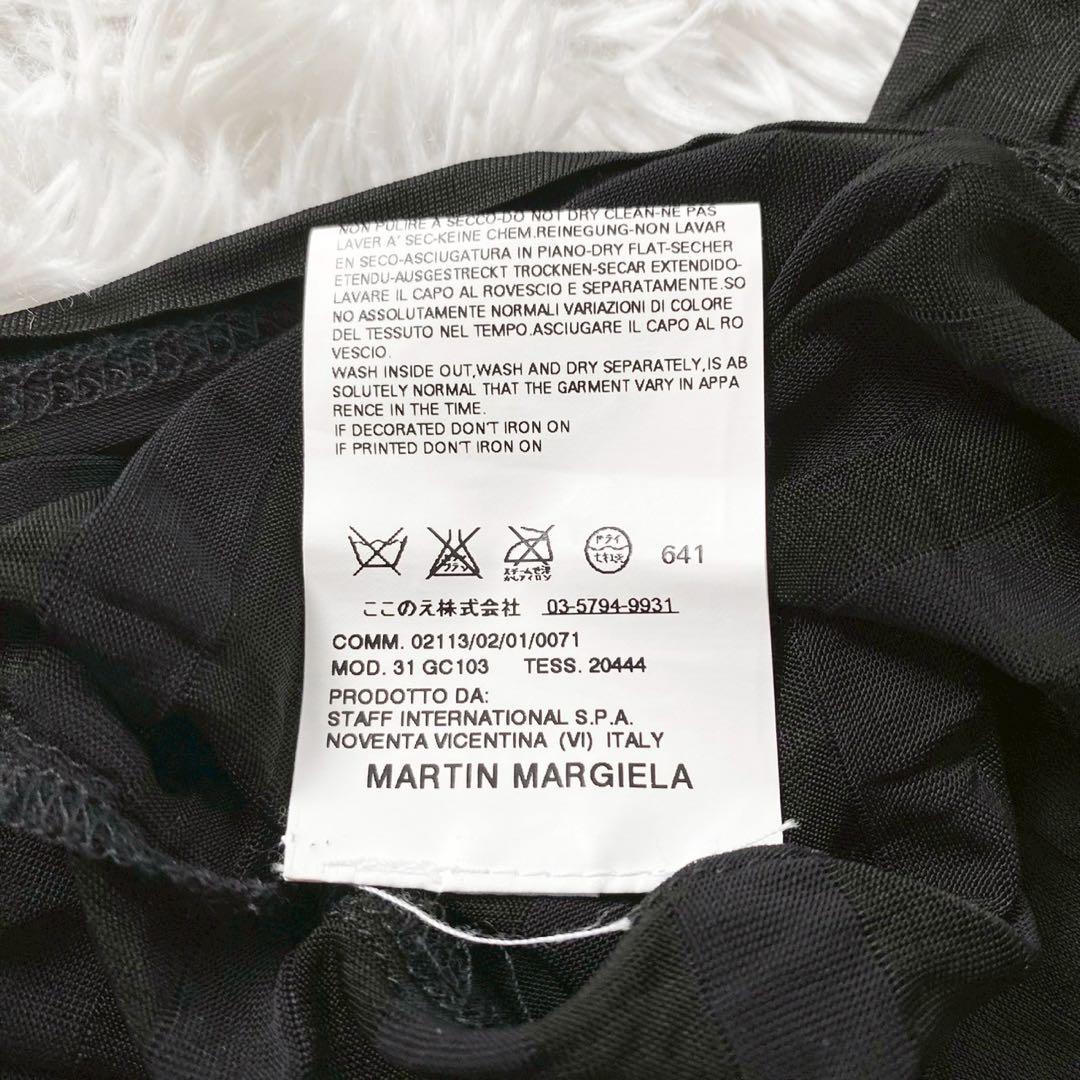 NON PULIRE A SECCO-DO NOT DRY CLEAN-NE PAS
LAVER A' SEC-KEINE CHEM.REINEGUNG-NON LAVAR
EN SECO-ASCIUGATURA IN PIANO-DRY FLAT-SECHER
ETENDU-AUSGESTRECKT TROCKNEN-SECAR EXTENDIDO-
LAVARE IL CAPO AL ROVESCIO E SEPARATAMENTE.SO
NO ASSOLUTAMENTE NORMALI VARIAZIONI DI COLORE
DEL TESSUTO NEL TEMPO.ASCIUGARE IL CAPO AL RO
VESCIO.
WASH INSIDE OUT,WASH AND DRY SEPARATELY,IS AB
SOLUTELY NORMAL THAT THE GARMENT VARY IN APPA
RENCE IN THE TIME.
IF DECORATED DON'T IRON ON
IF PRINTED DON'T IRON ON
ドライ
641
ここのえ株式会社 03-5794-9931
COMM. 02113/02/01/0071
MOD. 31 GC103 TESS. 20444
PRODOTTO DA:
STAFF INTERNATIONAL S.P.A.
NOVENTA VICENTINA (VI) ITALY
MARTIN MARGIELA